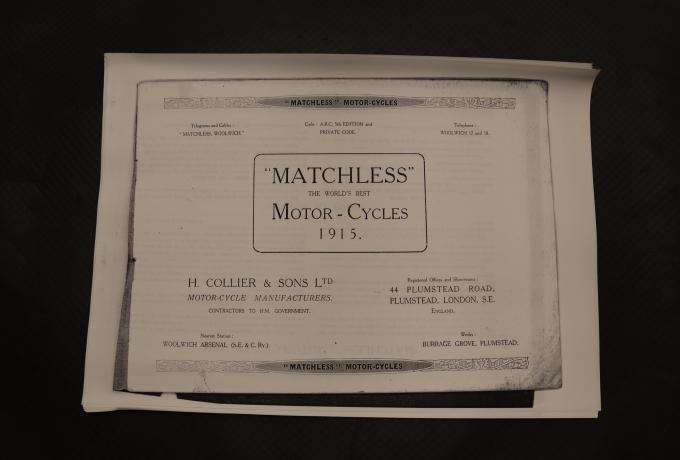 "MATCHLESS" MOTOR-CYCLES
Telegrams and Cables: Code: A.B.C. 5th EDITION and Telephone:
"MATCHLESS, WOOLWICH." PRIVATE CODE. WOOLWICH 17 and 18.
"MATCHLESS"
THE WORLD'S BEST
MOTOR-CYCLES
1915.
H. COLLIER & SONS LTD
MOTOR-CYCLE MANUFACTURERS.
CONTRACTORS TO H.M. GOVERNMENT.
Registered Offices and Showrooms:
44 PLUMSTEAD ROAD,
PLUMSTEAD, LONDON, S.E.
ENGLAND.
Nearest Station:
WOOLWICH ARSENAL (S.E. & C. Ry.)
Works:
BURRAGE GROVE, PLUMSTEAD.
"MATCHLESS" MOTOR-CYCLES